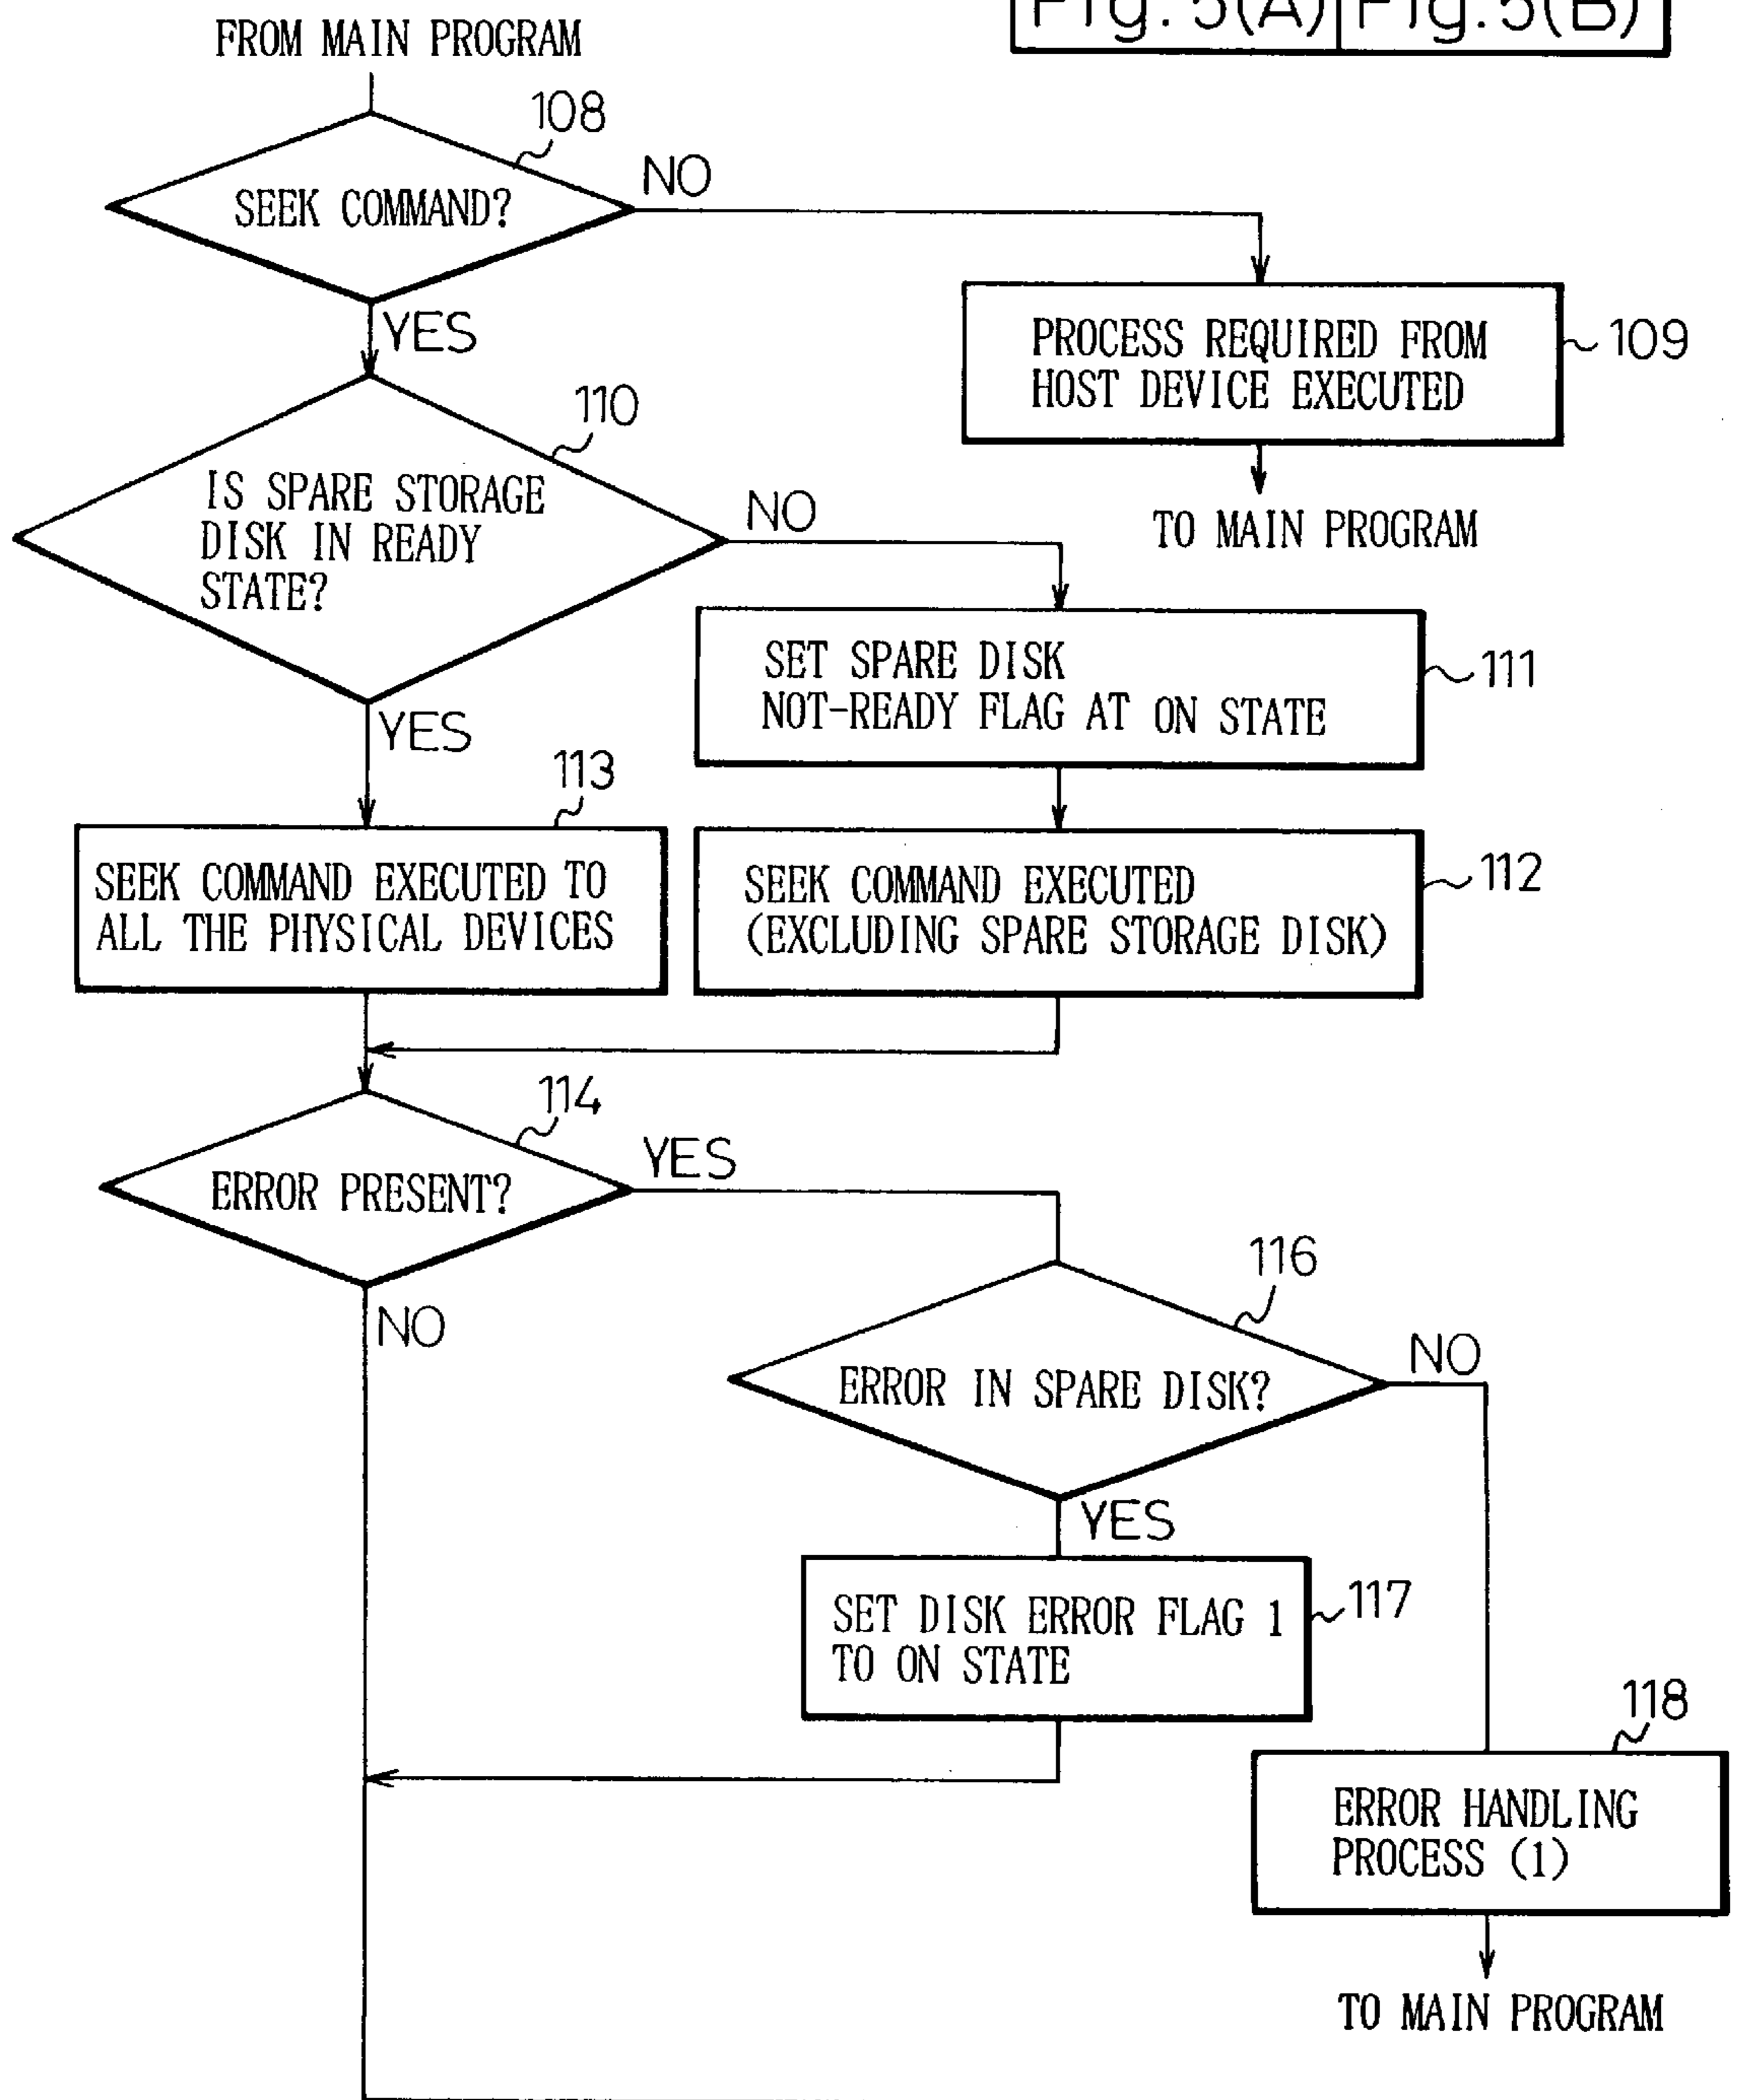 Fig. 5(A) Fig. 5(B)
FROM MAIN PROGRAM
108
SEEK COMMAND?
NO
YES
PROCESS REQUIRED FROM
HOST DEVICE EXECUTED
109
TO MAIN PROGRAM
110
IS SPARE STORAGE
DISK IN READY
STATE?
NO
YES
SET SPARE DISK
NOT-READY FLAG AT ON STATE
111
113
SEEK COMMAND EXECUTED TO
ALL THE PHYSICAL DEVICES
SEEK COMMAND EXECUTED
(EXCLUDING SPARE STORAGE DISK)
112
114
ERROR PRESENT?
YES
NO
116
ERROR IN SPARE DISK?
NO
YES
SET DISK ERROR FLAG 1
TO ON STATE
117
118
ERROR HANDLING
PROCESS (1)
TO MAIN PROGRAM